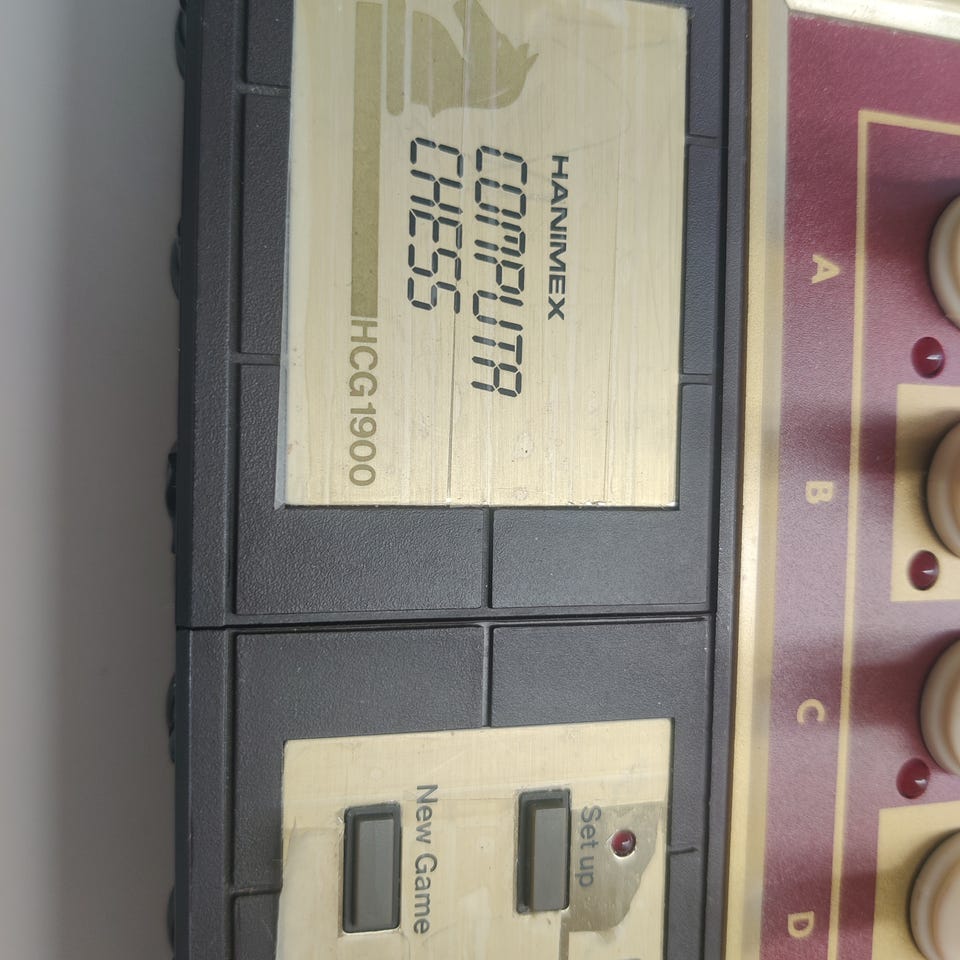 HANIMEX
COMPUTA
CHESS
HCG1900
Set up
New Game
A
B
C
D